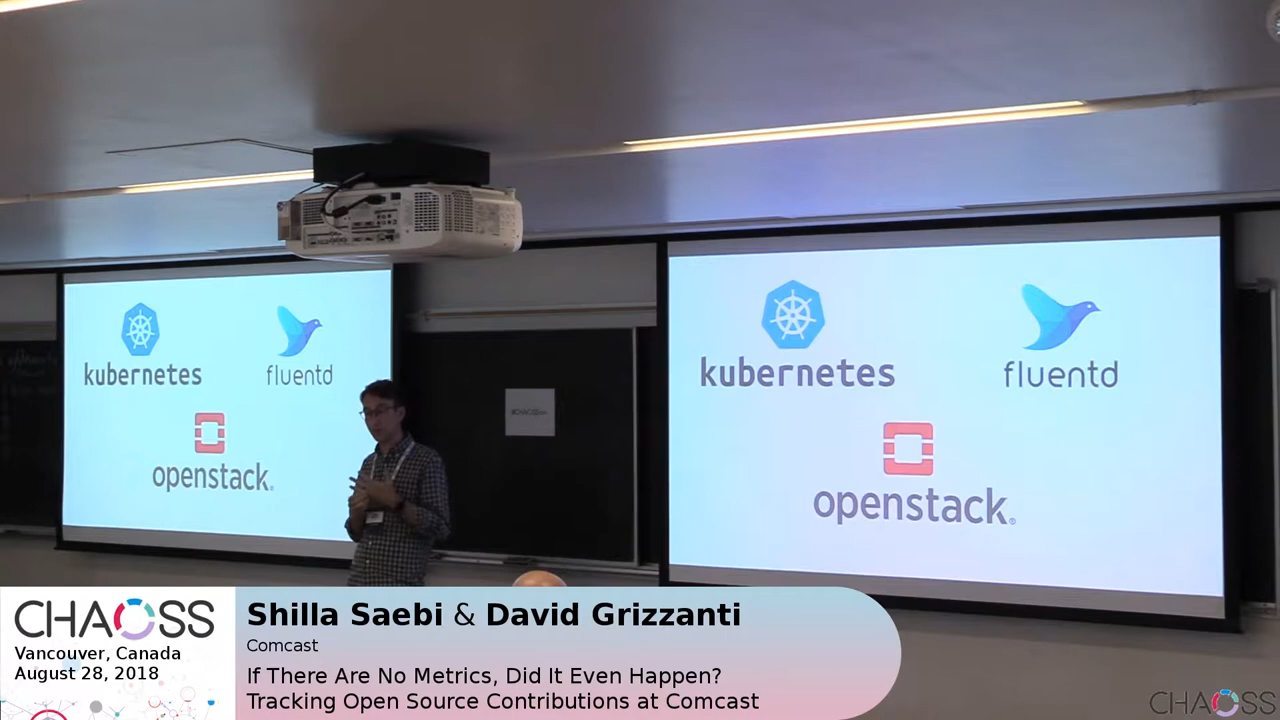 kubernetes
fluentd
openstack.
kubernetes
fluentd
openstack.
CHAOSS
Vancouver, Canada
August 28, 2018
Shilla Saebi & David Grizzanti
Comcast
If There Are No Metrics, Did It Even Happen?
Tracking Open Source Contributions at Comcast
CHAOSS